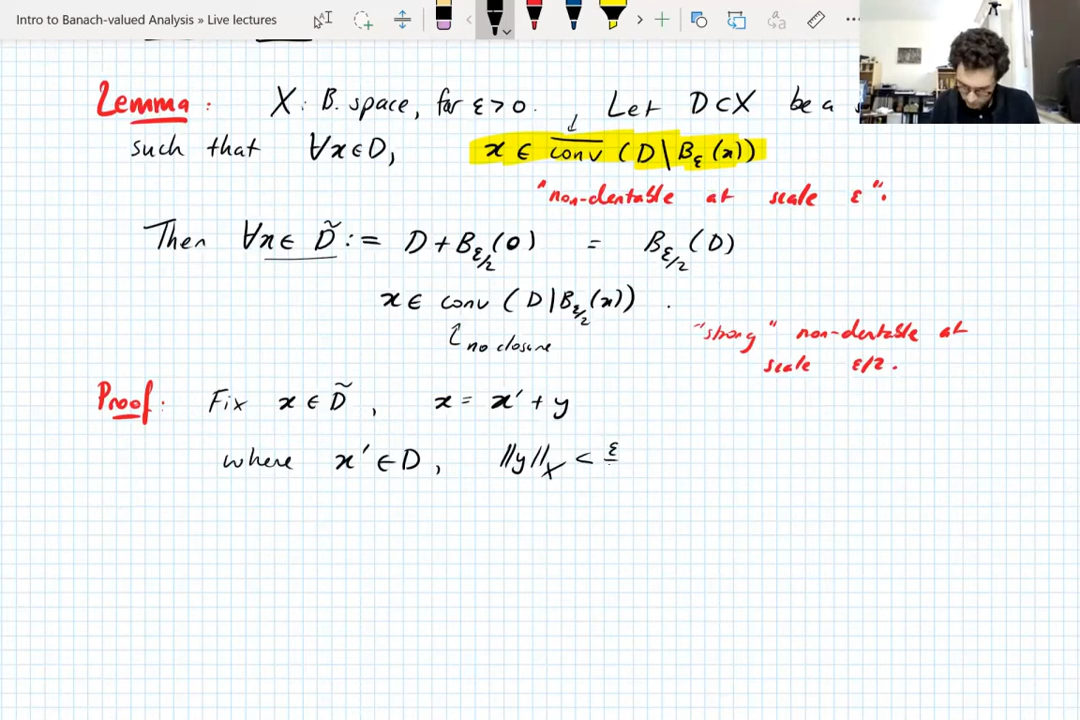 Intro to Banach-valued Analysis » Live lectures
Lemma: X: B. space, for ε > 0. Let D ⊂ X be a
such that ∀x ∈ D, x ∈ \overline{conv} (D \ B_ε(x))
"non-dentable at scale ε".
Then ∀x ∈ D̃ := D + B_{ε/2}(0) = B_{ε/2}(D)
x ∈ conv (D \ B_{ε/2}(x)) .
↑ no closure
"strong" non-dentable at
scale ε/2.
Proof: Fix x ∈ D̃, x = x' + y
where x' ∈ D, ‖y‖_X < ε